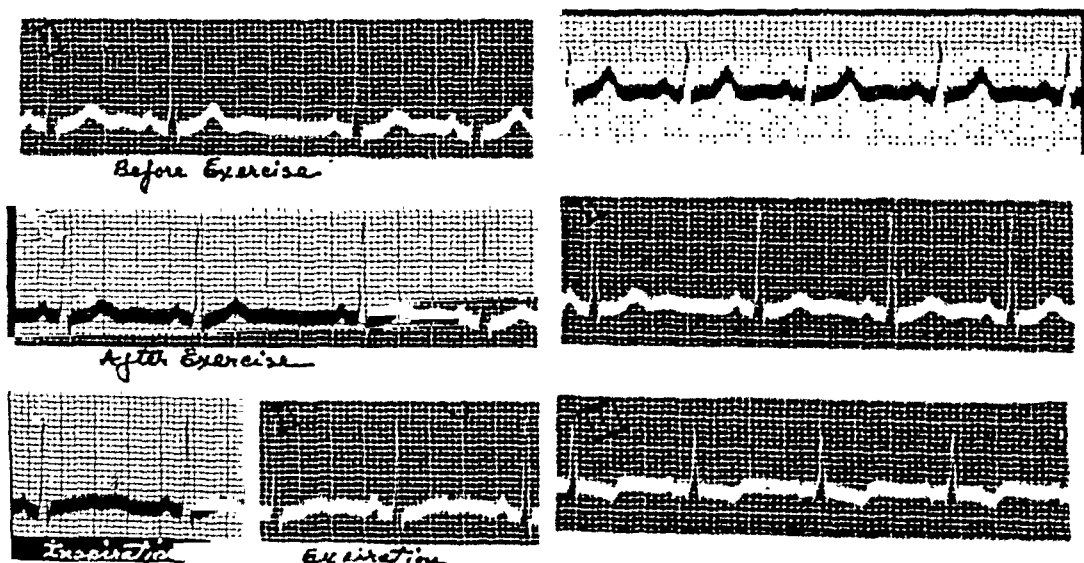 Before Exercise
After Exercise
Inspiration
Expiration